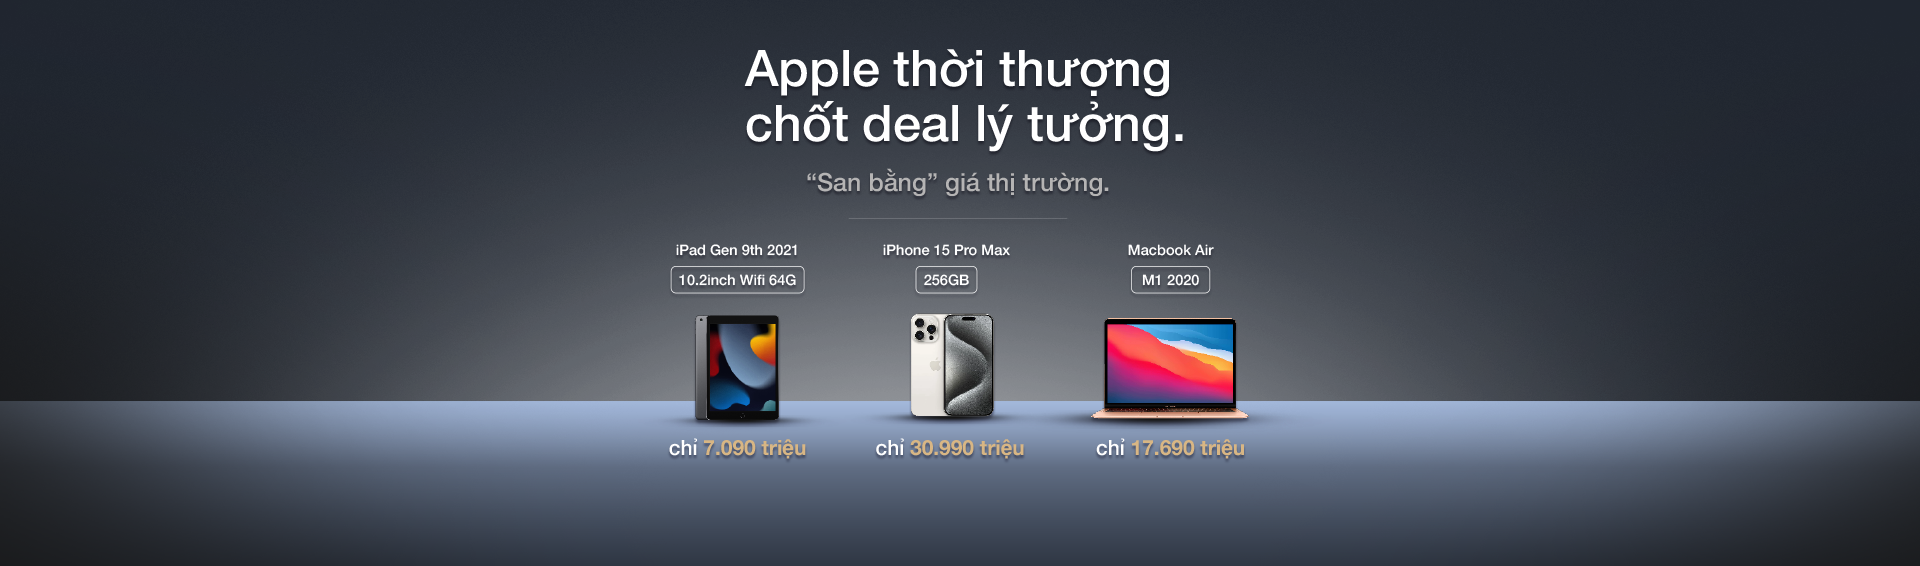 Apple thời thượng
chốt deal lý tưởng.
“San bằng” giá thị trường.
iPad Gen 9th 2021
10.2inch Wifi 64G
chỉ 7.090 triệu
iPhone 15 Pro Max
256GB
chỉ 30.990 triệu
Macbook Air
M1 2020
chỉ 17.690 triệu